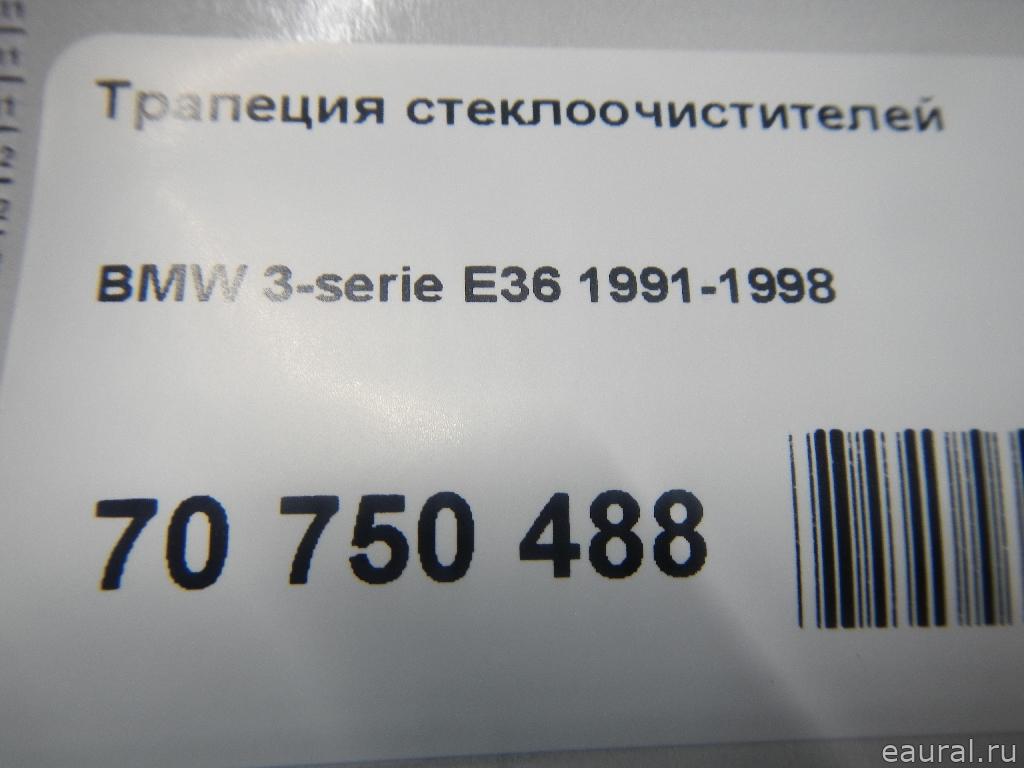 Трапеция стеклоочистителей
BMW 3-serie E36 1991-1998
70 750 488
eaural.ru